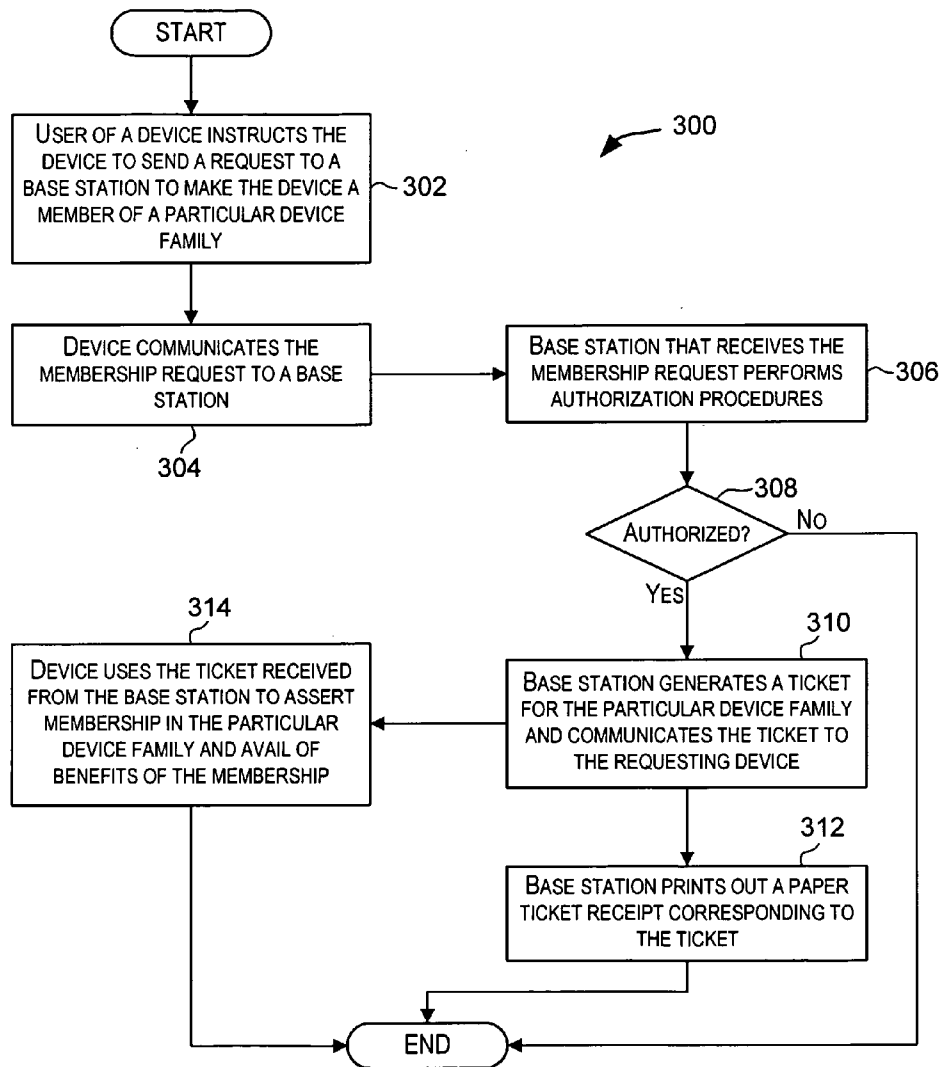 START
300
USER OF A DEVICE INSTRUCTS THE
DEVICE TO SEND A REQUEST TO A
BASE STATION TO MAKE THE DEVICE A
MEMBER OF A PARTICULAR DEVICE
FAMILY
302
DEVICE COMMUNICATES THE
MEMBERSHIP REQUEST TO A BASE
STATION
304
BASE STATION THAT RECEIVES THE
MEMBERSHIP REQUEST PERFORMS
AUTHORIZATION PROCEDURES
306
308
AUTHORIZED?
NO
YES
314
DEVICE USES THE TICKET RECEIVED
FROM THE BASE STATION TO ASSERT
MEMBERSHIP IN THE PARTICULAR
DEVICE FAMILY AND AVAIL OF
BENEFITS OF THE MEMBERSHIP
310
BASE STATION GENERATES A TICKET
FOR THE PARTICULAR DEVICE FAMILY
AND COMMUNICATES THE TICKET TO
THE REQUESTING DEVICE
312
BASE STATION PRINTS OUT A PAPER
TICKET RECEIPT CORRESPONDING TO
THE TICKET
END